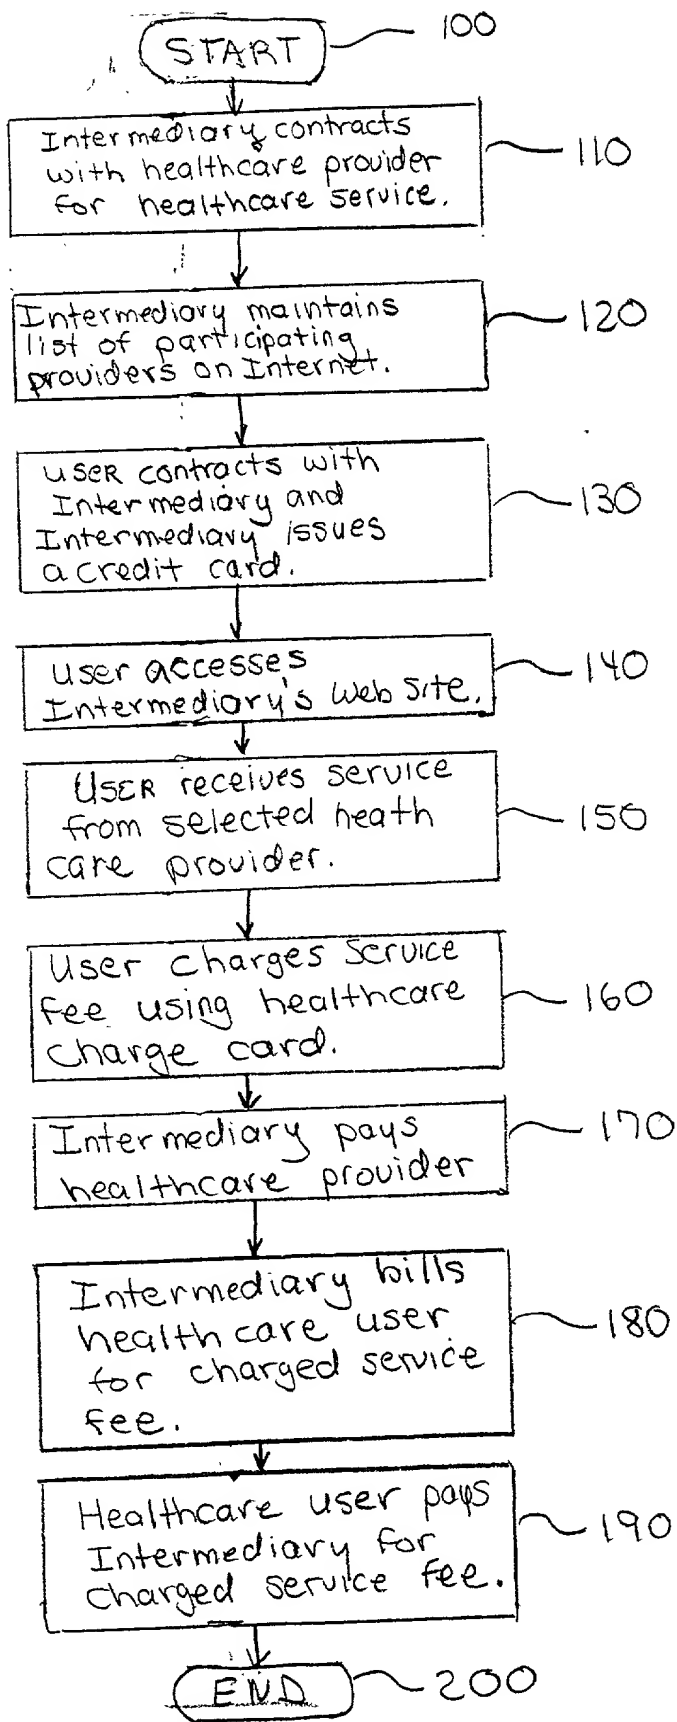 START
100
Intermediary contracts
with healthcare provider
for healthcare service.
110
Intermediary maintains
list of participating
providers on Internet.
120
USER contracts with
Intermediary and
Intermediary issues
a credit card.
130
user accesses
Intermediary's web site.
140
USER receives service
from selected heath
care provider.
150
User charges service
fee using healthcare
charge card.
160
Intermediary pays
healthcare provider
170
Intermediary bills
health care user
for charged service
fee.
180
Healthcare user pays
Intermediary for
charged service fee.
190
END
200